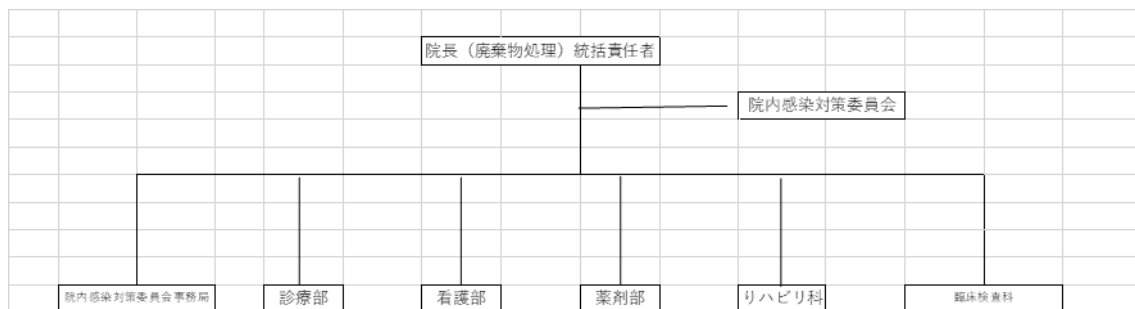 院長（廃棄物処理）統括責任者
院内感染対策委員会
院内感染対策委員会事務局
診療部
看護部
薬剤部
りハビリ科
臨床検査科